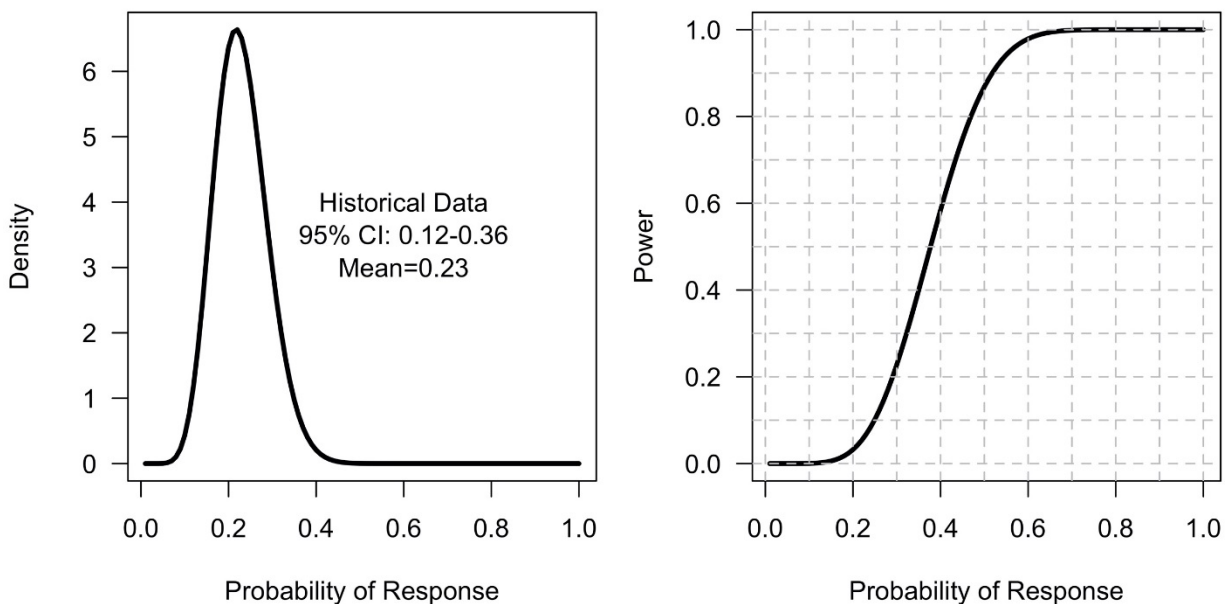 Density
6
5
4
3
2
1
0
Historical Data
95% CI: 0.12-0.36
Mean=0.23
0.0 0.2 0.4 0.6 0.8 1.0
Probability of Response
Power
1.0
0.8
0.6
0.4
0.2
0.0
0.0 0.2 0.4 0.6 0.8 1.0
Probability of Response